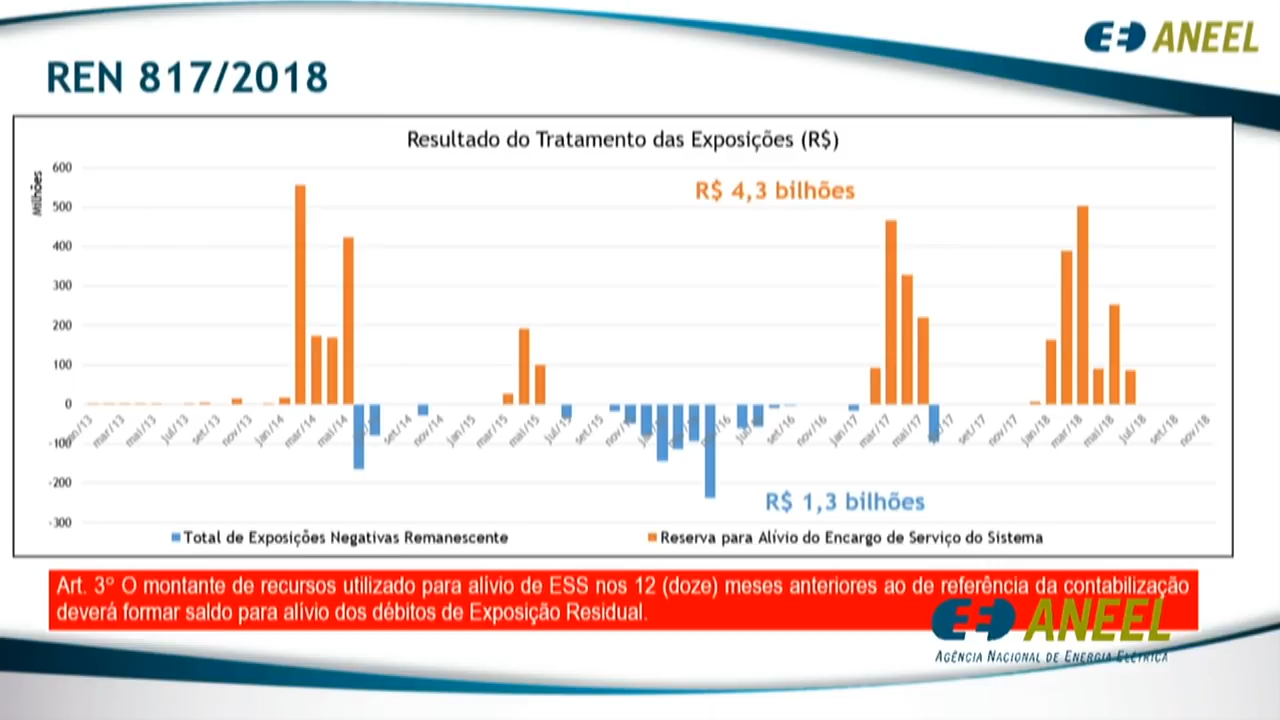 ANEEL
REN 817/2018
Resultado do Tratamento das Exposições (R$)
Milhões
600
R$ 4,3 bilhões
500
400
300
200
100
0
jan/13 mar/13 mai/13 jul/13 set/13 nov/13 jan/14 mar/14 mai/14 set/14 nov/14 jan/15 mar/15 mai/15 jul/15 set/15 set/16 nov/16 jan/17 mar/17 mai/17 set/17 nov/17 jan/18 mar/18 mai/18 jul/18 set/18 nov/18
-100
-200
R$ 1,3 bilhões
-300
Total de Exposições Negativas Remanescente
Reserva para Alívio do Encargo de Serviço do Sistema
Art. 3º O montante de recursos utilizado para alívio de ESS nos 12 (doze) meses anteriores ao de referência da contabilização
deverá formar saldo para alívio dos débitos de Exposição Residual.
ANEEL
AGÊNCIA NACIONAL DE ENERGIA ELÉTRICA